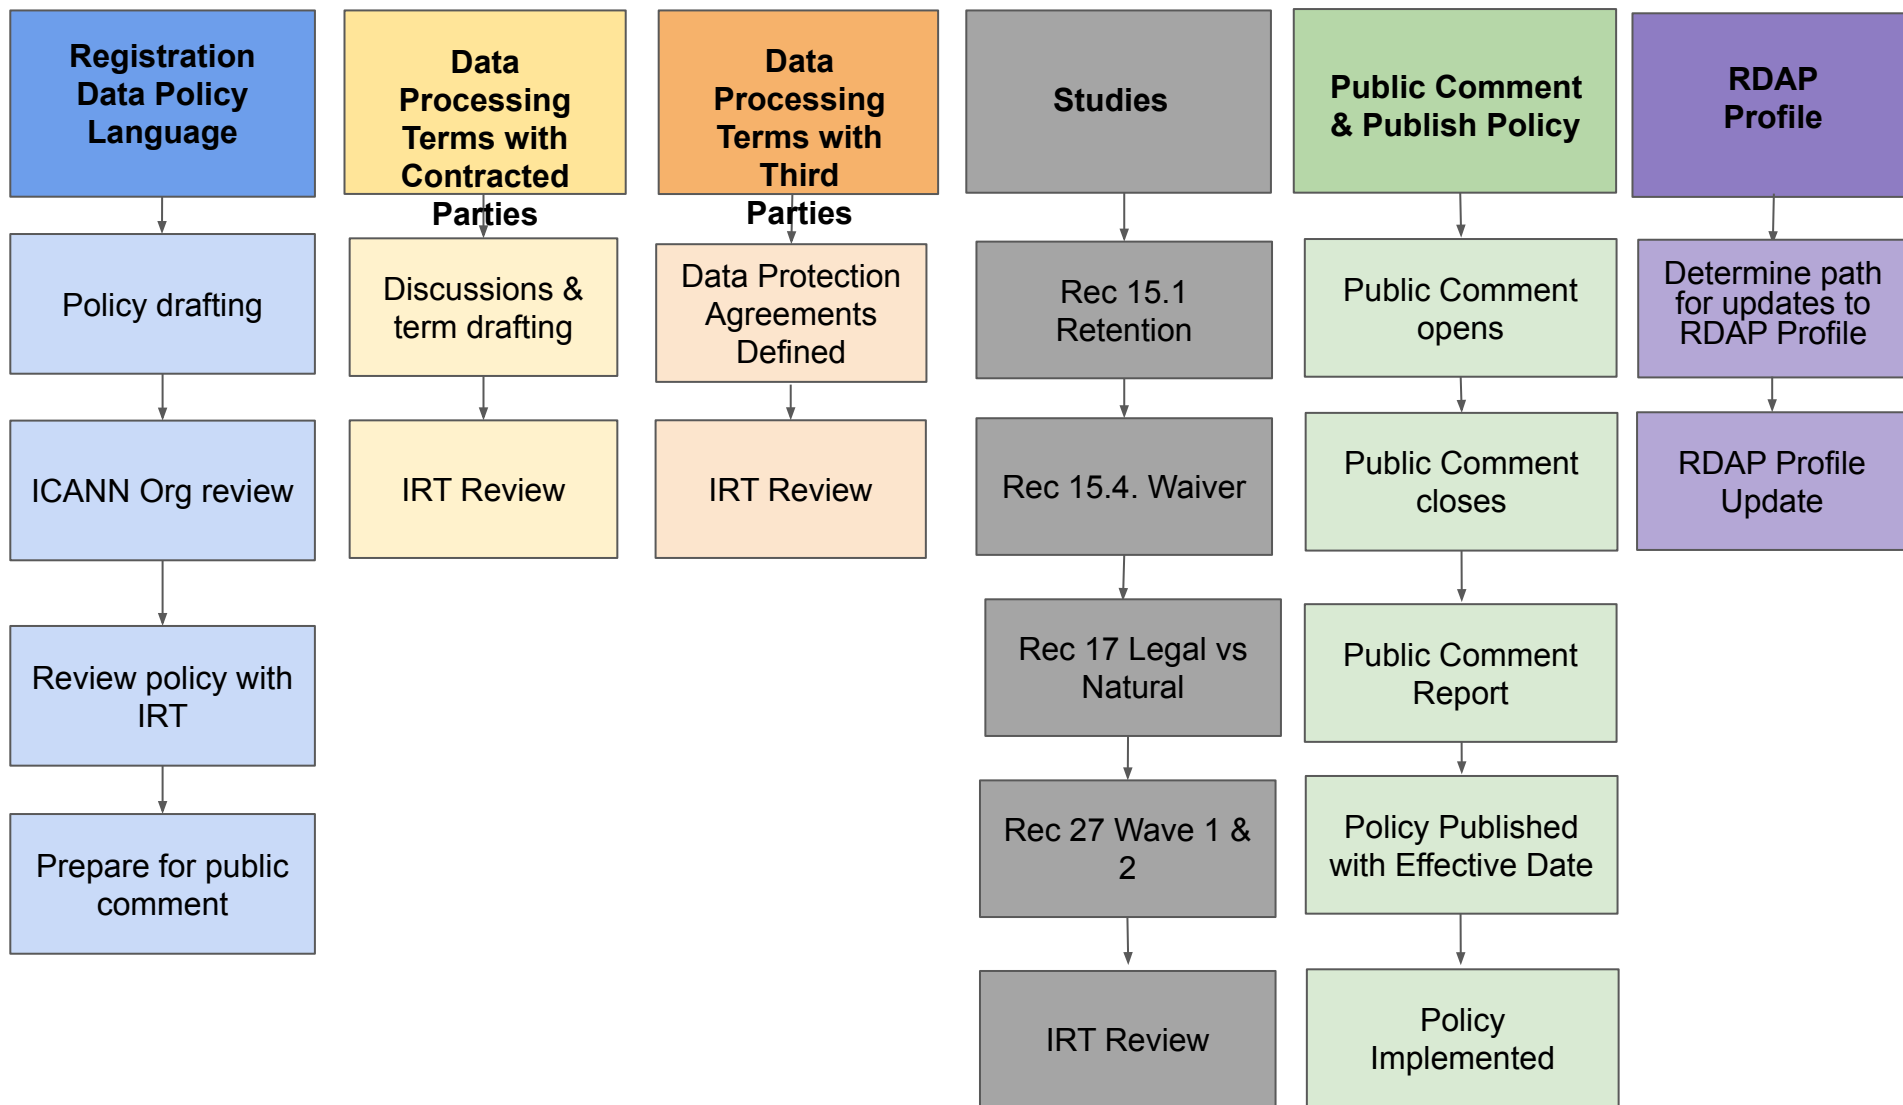 Registration
Data Policy
Language
Policy drafting
ICANN Org review
Review policy with
IRT
Prepare for public
comment
Data
Processing
Terms with
Contracted
Parties
Discussions &
term drafting
IRT Review
Data
Processing
Terms with
Third
Parties
Data Protection
Agreements
Defined
IRT Review
Studies
Rec 15.1
Retention
Rec 15.4. Waiver
Rec 17 Legal vs
Natural
Rec 27 Wave 1 &
2
IRT Review
Public Comment
& Publish Policy
Public Comment
opens
Public Comment
closes
Public Comment
Report
Policy Published
with Effective Date
Policy
Implemented
RDAP
Profile
Determine path
for updates to
RDAP Profile
RDAP Profile
Update